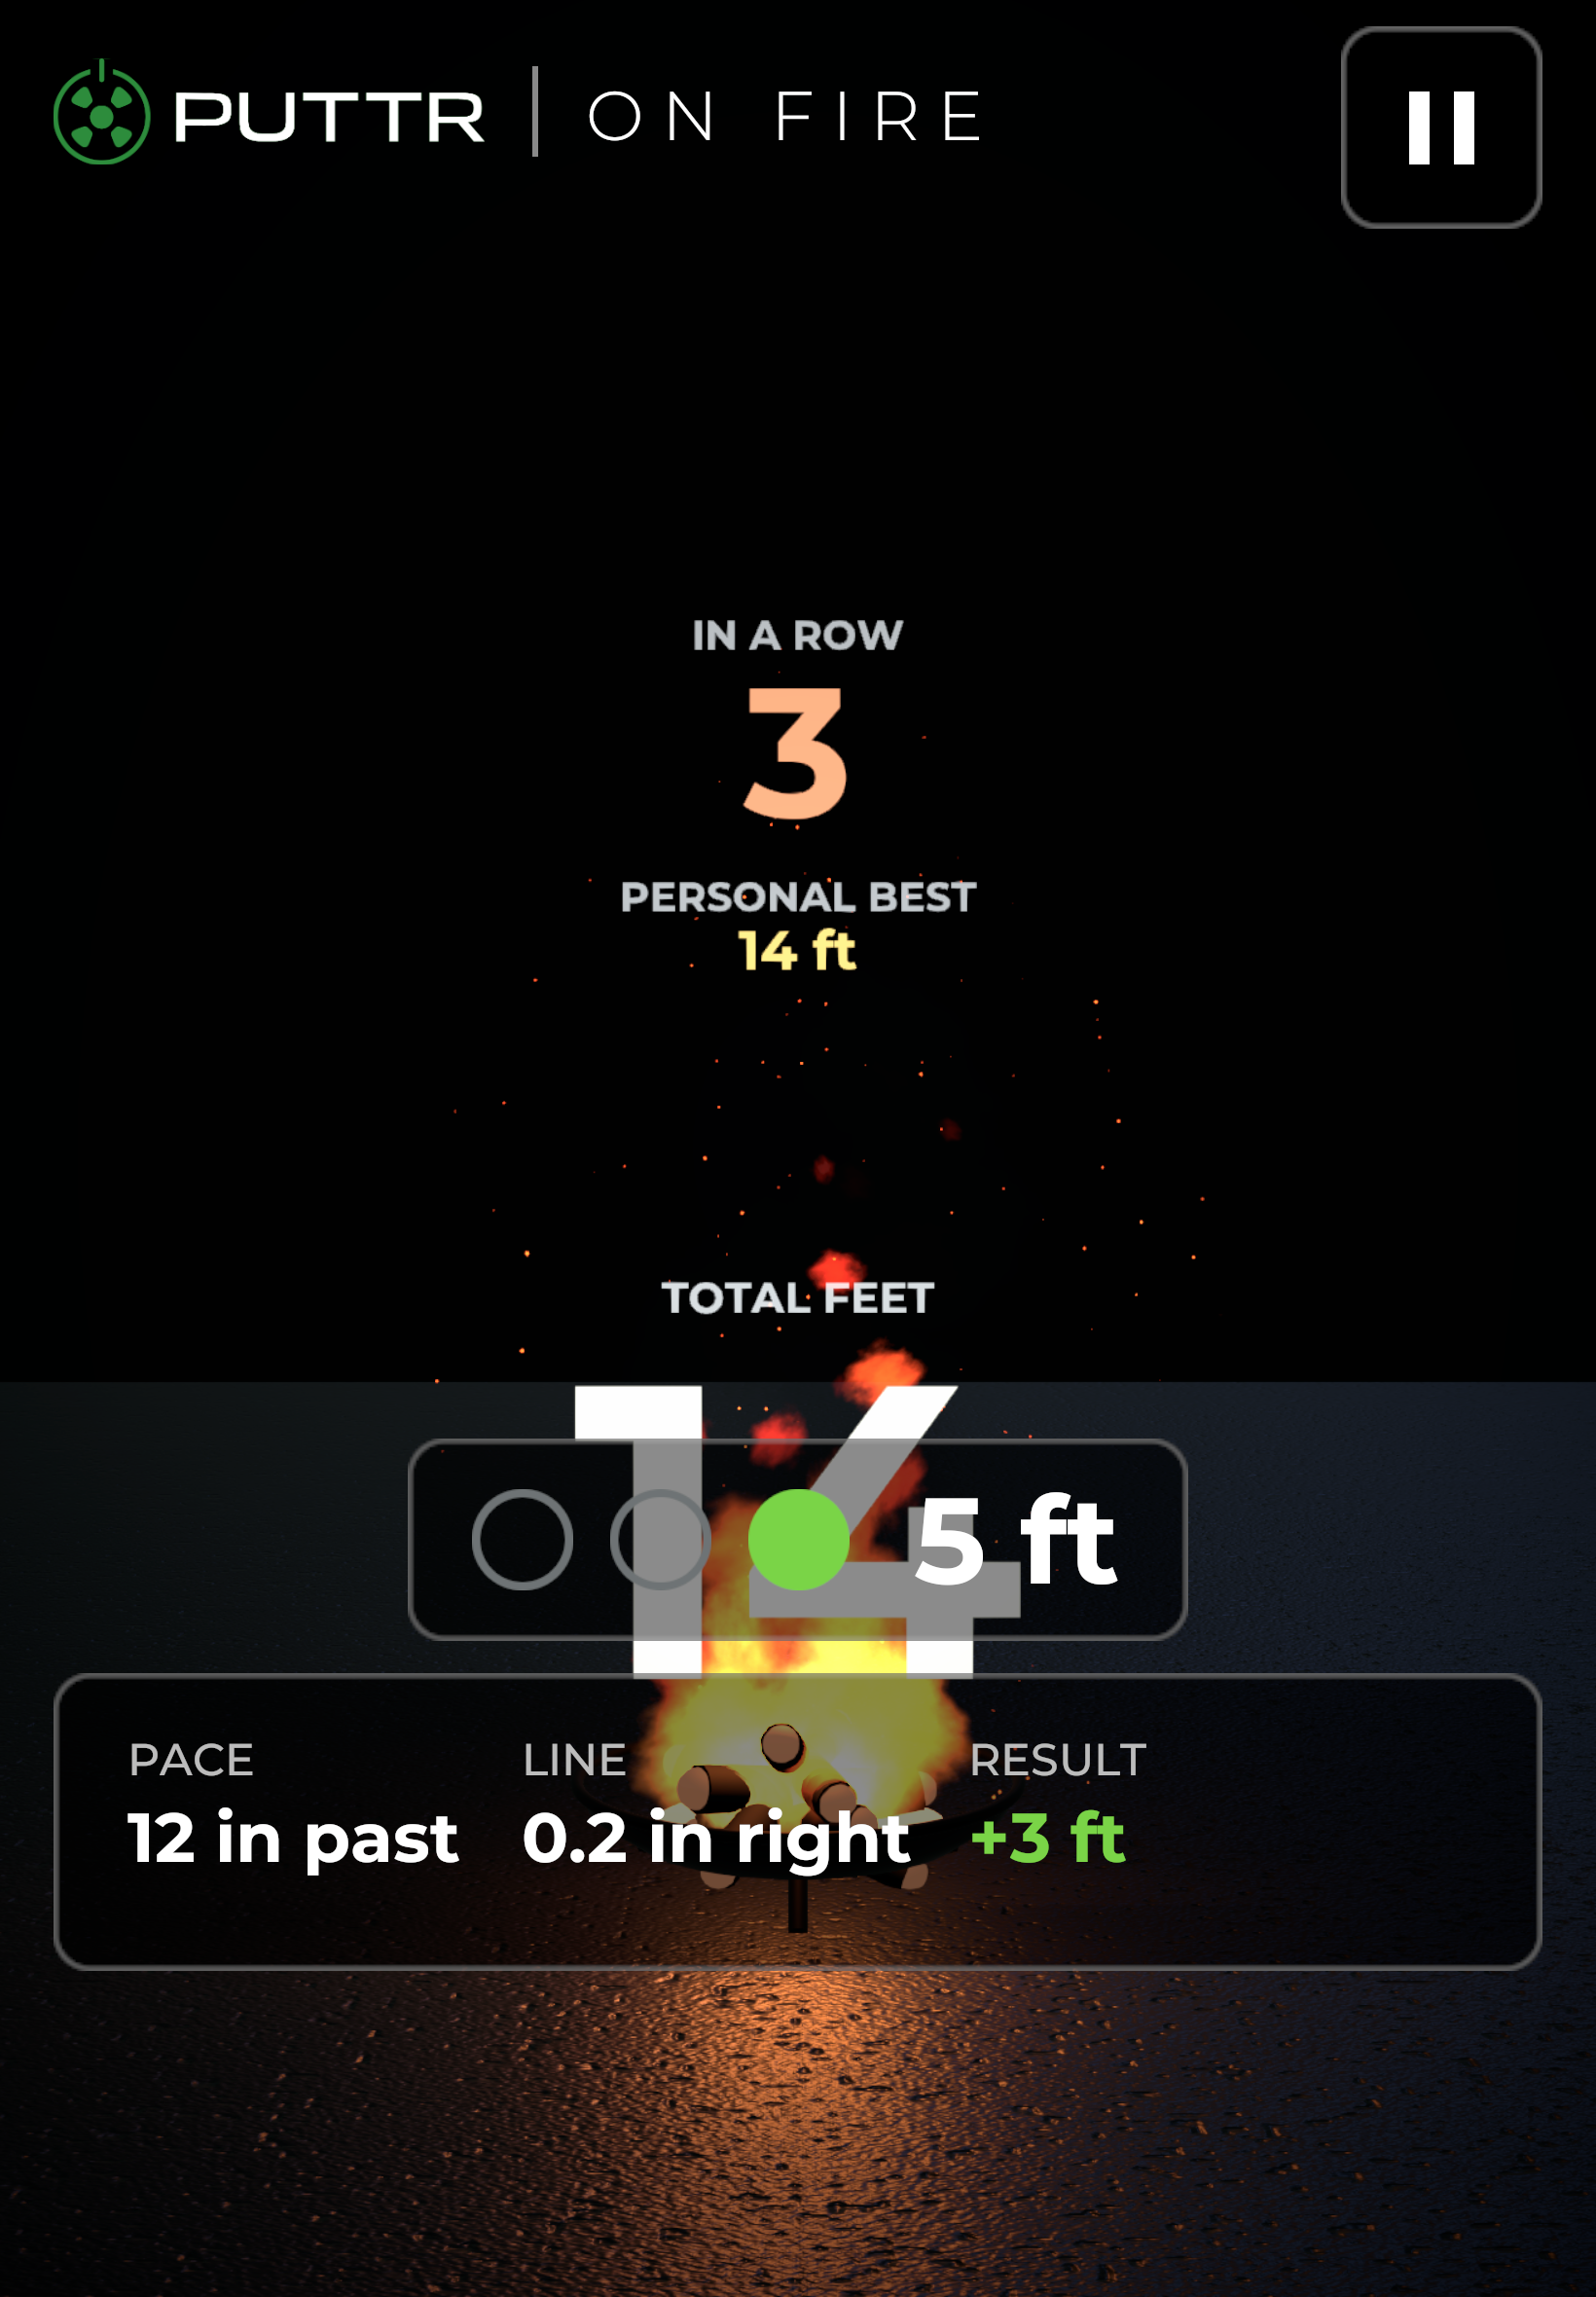 PUTTR | ON FIRE
IN A ROW
3
PERSONAL BEST
14 ft
TOTAL FEET
14
5 ft
PACE LINE RESULT
12 in past 0.2 in right +3 ft